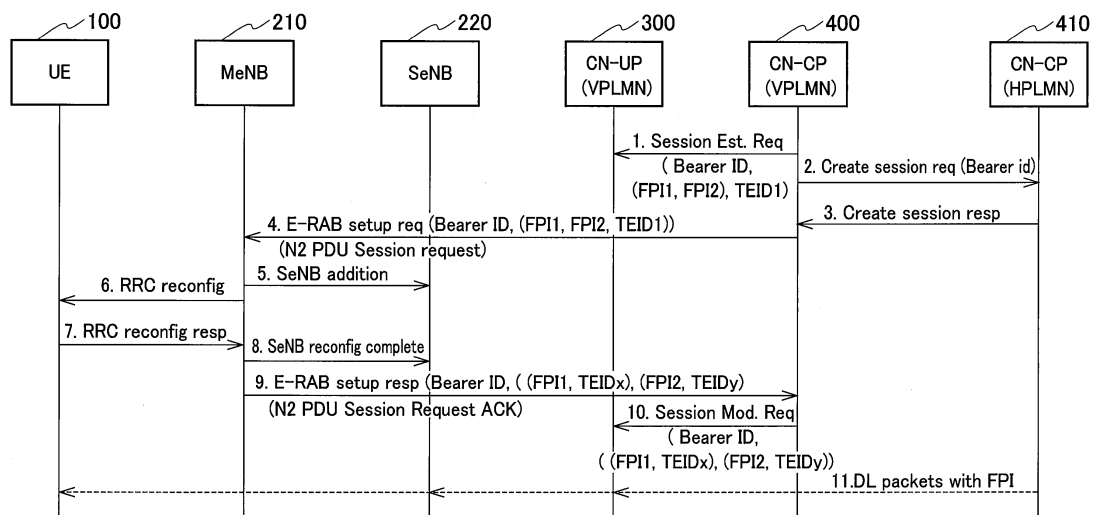 100
210
220
300
400
410
UE
MeNB
SeNB
CN-UP
(VPLMN)
CN-CP
(VPLMN)
CN-CP
(HPLMN)
1. Session Est. Req
( Bearer ID,
(FPI1, FPI2), TEID1)
2. Create session req (Bearer id)
3. Create session resp
4. E-RAB setup req (Bearer ID, (FPI1, FPI2, TEID1))
(N2 PDU Session request)
5. SeNB addition
6. RRC reconfig
7. RRC reconfig resp
8. SeNB reconfig complete
9. E-RAB setup resp (Bearer ID, ( (FPI1, TEIDx), (FPI2, TEIDy)
(N2 PDU Session Request ACK)
10. Session Mod. Req
( Bearer ID,
( (FPI1, TEIDx), (FPI2, TEIDy))
11.DL packets with FPI